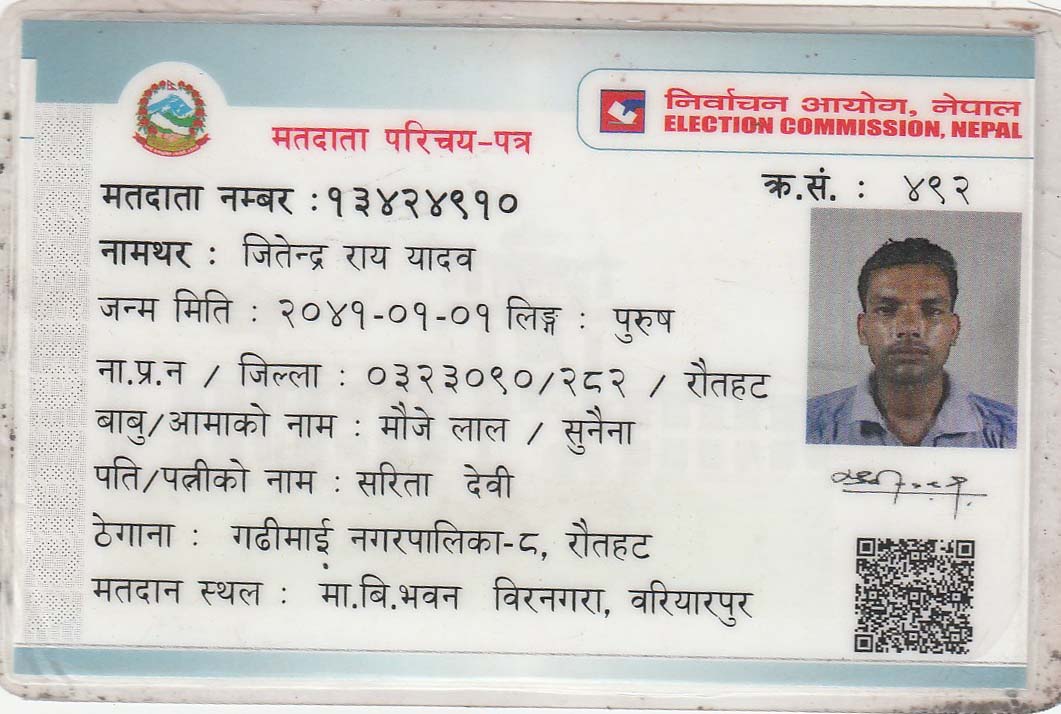 निर्वाचन आयोग, नेपाल
ELECTION COMMISSION, NEPAL
मतदाता परिचय-पत्र
मतदाता नम्बर : १३४२४९१० क्र.सं. : ४९२
नामथर : जितेन्द्र राय यादव
जन्म मिति : २०४१-०१-०१ लिङ्ग : पुरुष
ना.प्र.न / जिल्ला : ०३२३०९०/२८२ / रौतहट
बाबु/आमाको नाम : मौजे लाल / सुनैना
पति/पत्नीको नाम : सरिता देवी
ठेगाना : गढीमाई नगरपालिका-८, रौतहट
मतदान स्थल : मा.बि.भवन विरनगरा, वरियारपुर